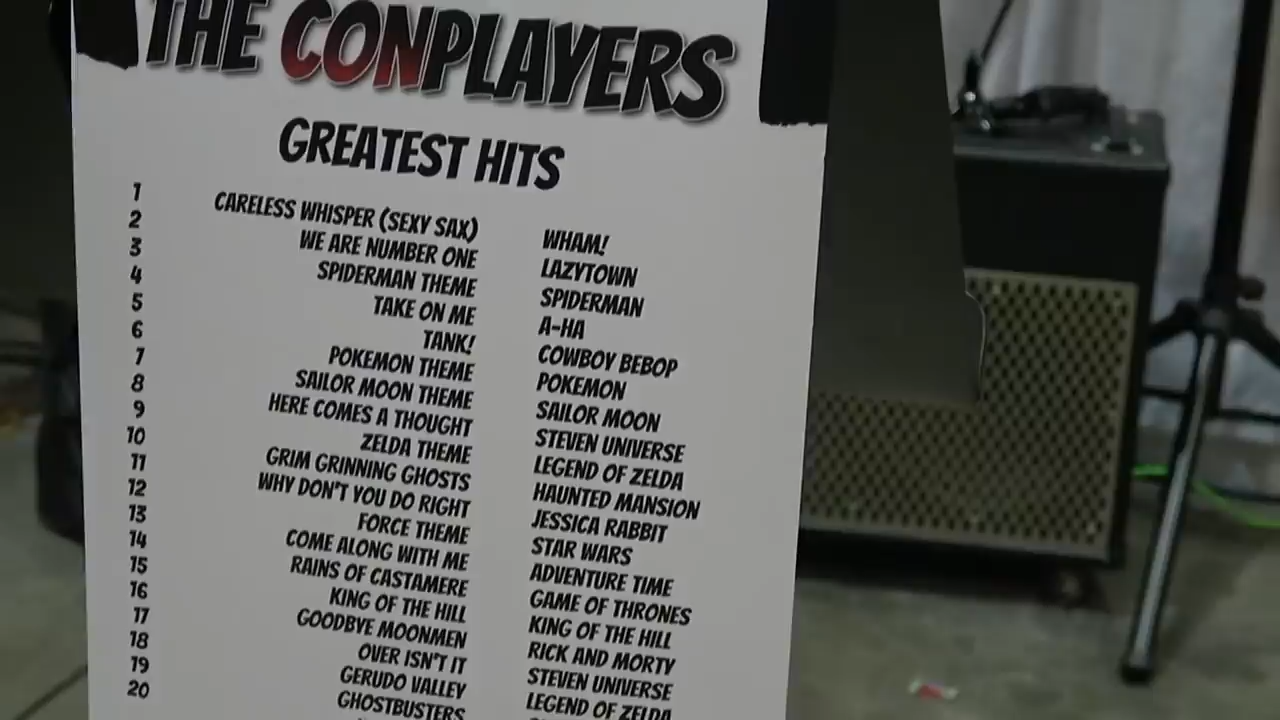 THE CONPLAYERS
GREATEST HITS
1 CARELESS WHISPER (SEXY SAX) WHAM!
2 WE ARE NUMBER ONE LAZYTOWN
3 SPIDERMAN THEME SPIDERMAN
4 TAKE ON ME A-HA
5 TANK! COWBOY BEBOP
6 POKEMON THEME POKEMON
7 SAILOR MOON THEME SAILOR MOON
8 HERE COMES A THOUGHT STEVEN UNIVERSE
9 ZELDA THEME LEGEND OF ZELDA
10 GRIM GRINNING GHOSTS HAUNTED MANSION
11 WHY DON'T YOU DO RIGHT JESSICA RABBIT
12 FORCE THEME STAR WARS
13 COME ALONG WITH ME ADVENTURE TIME
14 RAINS OF CASTAMERE GAME OF THRONES
15 KING OF THE HILL KING OF THE HILL
16 GOODBYE MOONMEN RICK AND MORTY
17 OVER ISN'T IT STEVEN UNIVERSE
18 GERUDO VALLEY LEGEND OF ZELDA
19 GHOSTBUSTERS
20